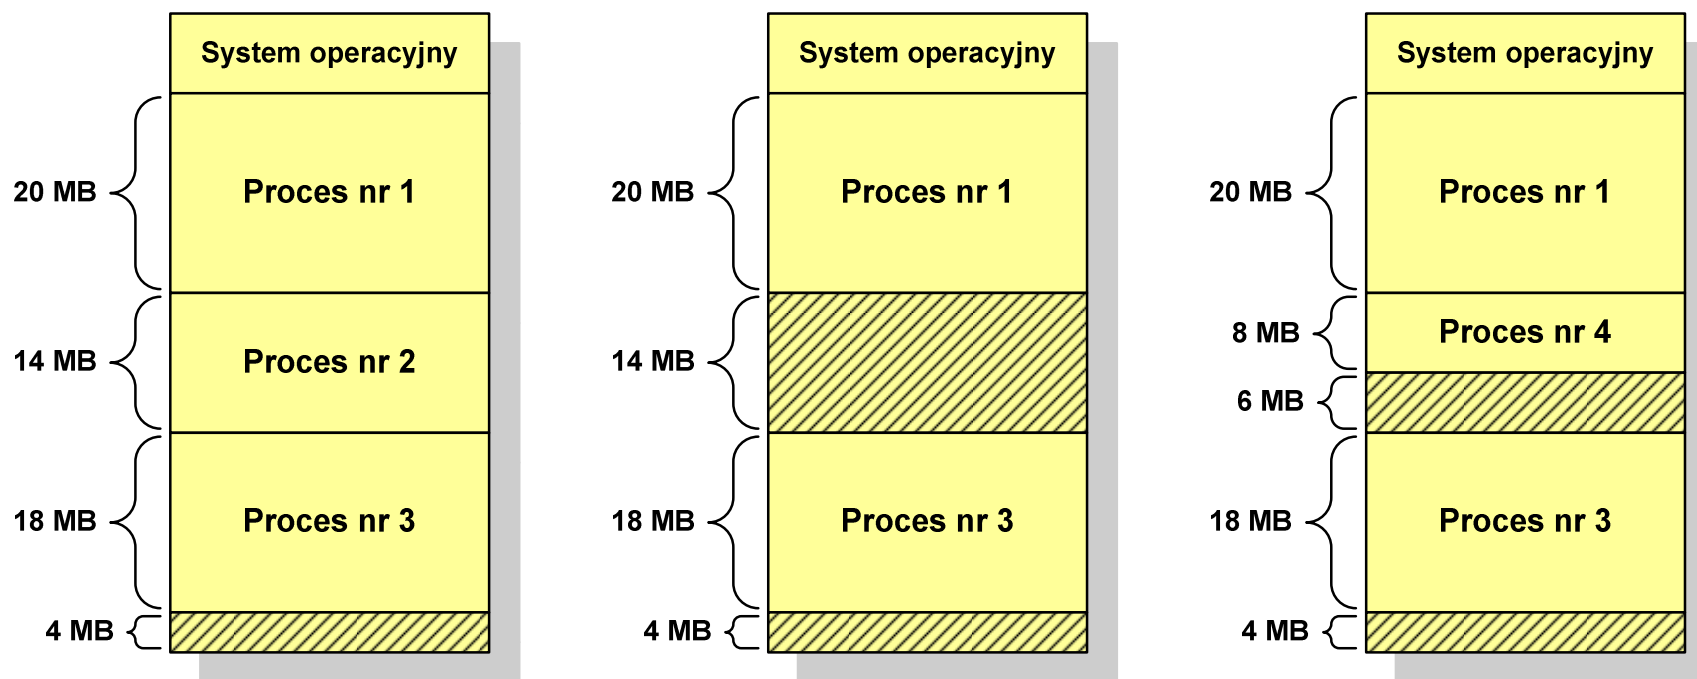 System operacyjny
20 MB
Proces nr 1
14 MB
Proces nr 2
18 MB
Proces nr 3
4 MB
System operacyjny
20 MB
Proces nr 1
14 MB
18 MB
Proces nr 3
4 MB
System operacyjny
20 MB
Proces nr 1
8 MB
Proces nr 4
6 MB
18 MB
Proces nr 3
4 MB